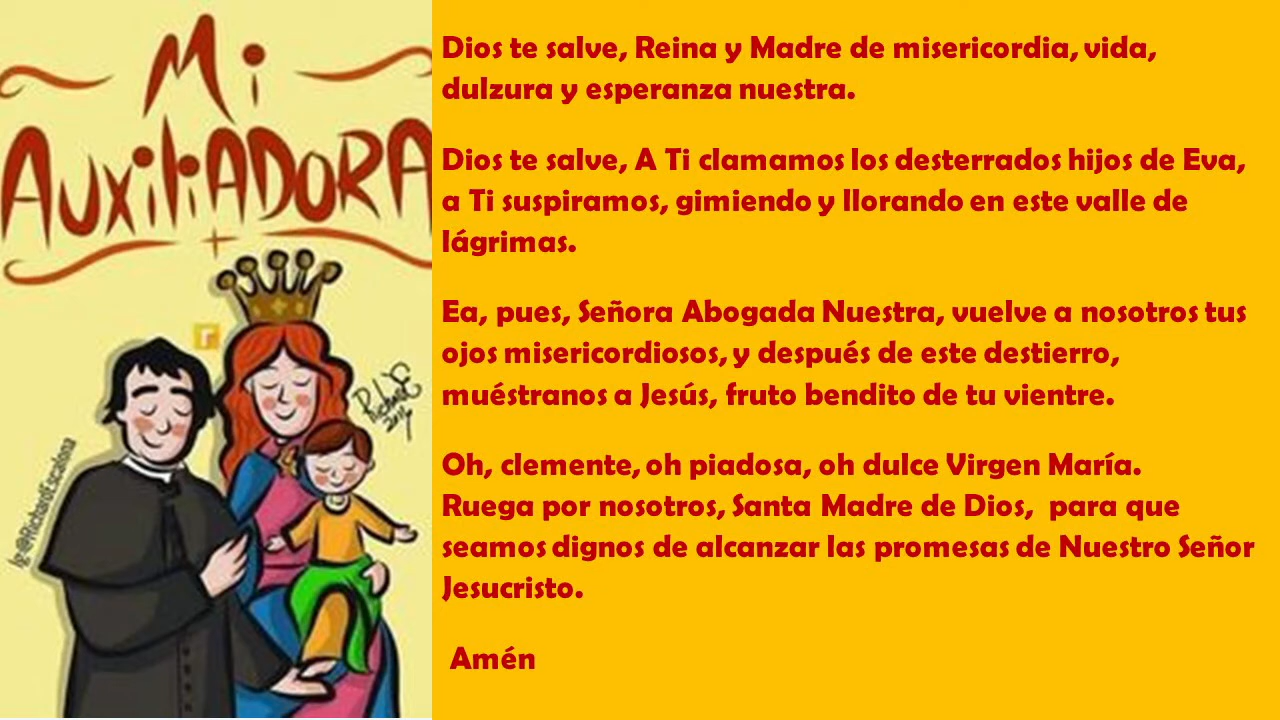 Mi
AuxiliADORA
Richard E
2014
Ig@RichardEscalona
Dios te salve, Reina y Madre de misericordia, vida,
dulzura y esperanza nuestra.
Dios te salve, A Ti clamamos los desterrados hijos de Eva,
a Ti suspiramos, gimiendo y llorando en este valle de
lágrimas.
Ea, pues, Señora Abogada Nuestra, vuelve a nosotros tus
ojos misericordiosos, y después de este destierro,
muéstranos a Jesús, fruto bendito de tu vientre.
Oh, clemente, oh piadosa, oh dulce Virgen María.
Ruega por nosotros, Santa Madre de Dios,  para que
seamos dignos de alcanzar las promesas de Nuestro Señor
Jesucristo.
Amén